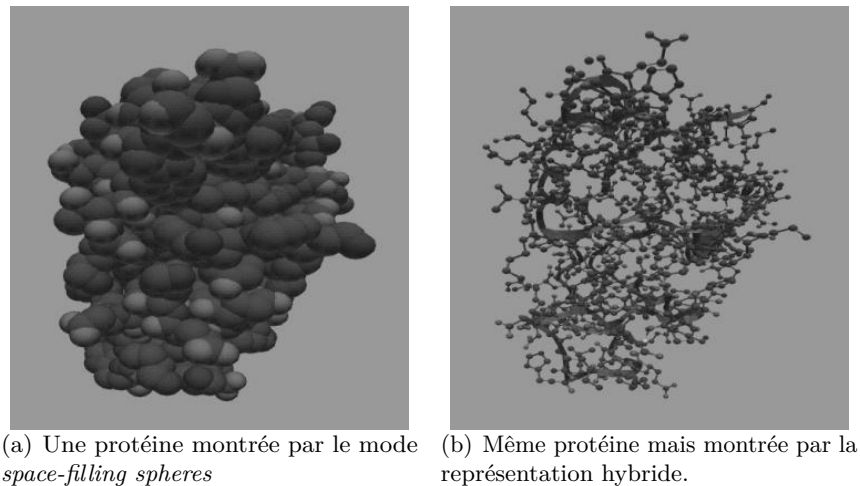 (a) Une protéine montrée par le mode
space-filling spheres
(b) Même protéine mais montrée par la
représentation hybride.